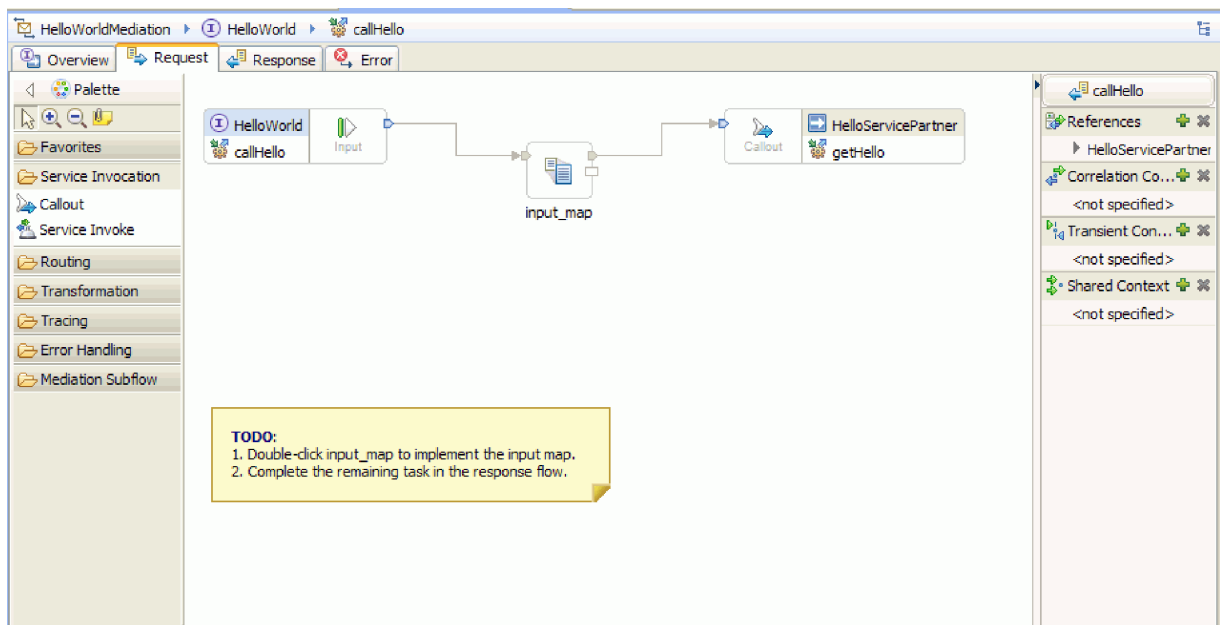 HelloWorldMediation HelloWorld callHello
Overview Request Response Error
Palette
Favorites
Service Invocation
Callout
Service Invoke
Routing
Transformation
Tracing
Error Handling
Mediation Subflow
HelloWorld
callHello
Input
input_map
Callout
HelloServicePartner
getHello
TODO:
1. Double-click input_map to implement the input map.
2. Complete the remaining task in the response flow.
callHello
References
HelloServicePartner
Correlation Co...
<not specified>
Transient Con...
<not specified>
Shared Context
<not specified>